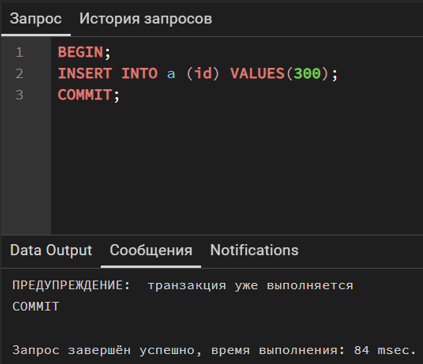 Запрос История запросов
1 BEGIN;
2 INSERT INTO a (id) VALUES(300);
3 COMMIT;
Data Output Сообщения Notifications
ПРЕДУПРЕЖДЕНИЕ: транзакция уже выполняется
COMMIT
Запрос завершён успешно, время выполнения: 84 msec.